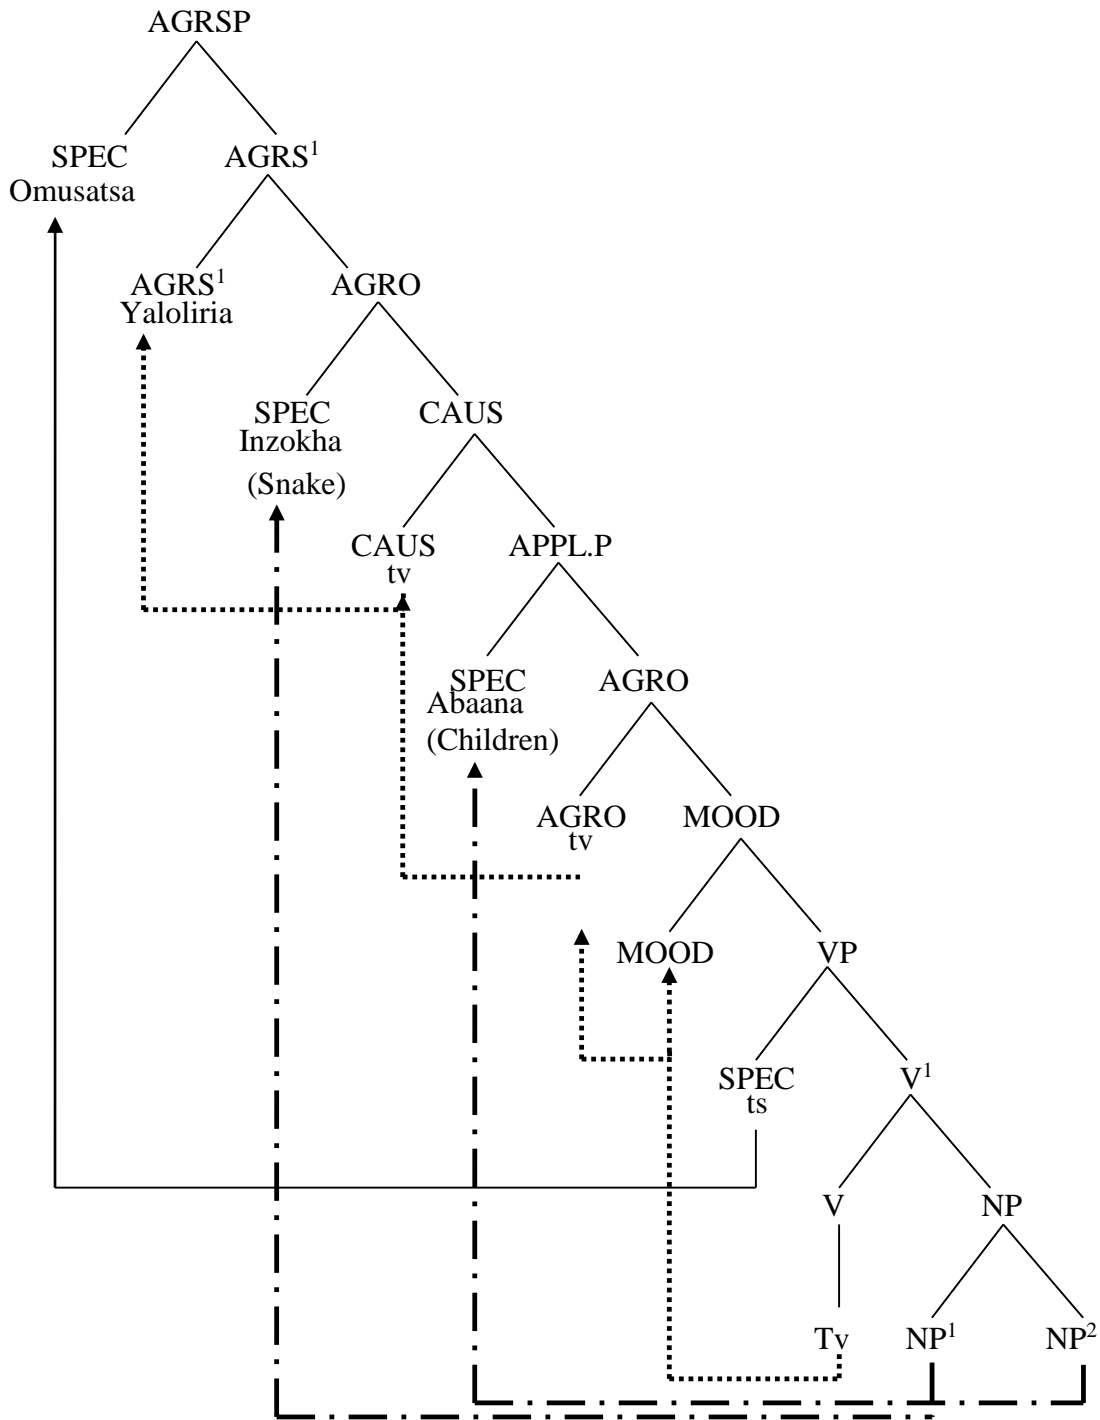 AGRSP
SPEC AGRS¹
Omusatsa
AGRS¹ AGRO
Yaloliria
SPEC CAUS
Inzokha
(Snake)
CAUS APPL.P
tv
SPEC AGRO
Abaana
(Children)
AGRO MOOD
tv
MOOD VP
SPEC V¹
ts
V NP
Tv NP¹ NP²